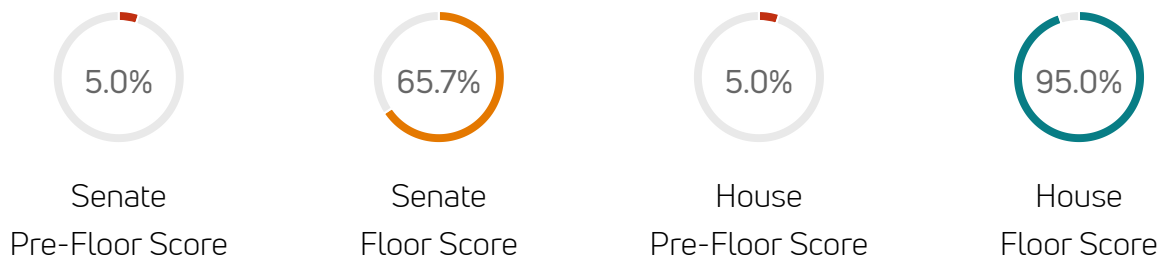 5.0%
65.7%
5.0%
95.0%
Senate
Pre-Floor Score
Senate
Floor Score
House
Pre-Floor Score
House
Floor Score